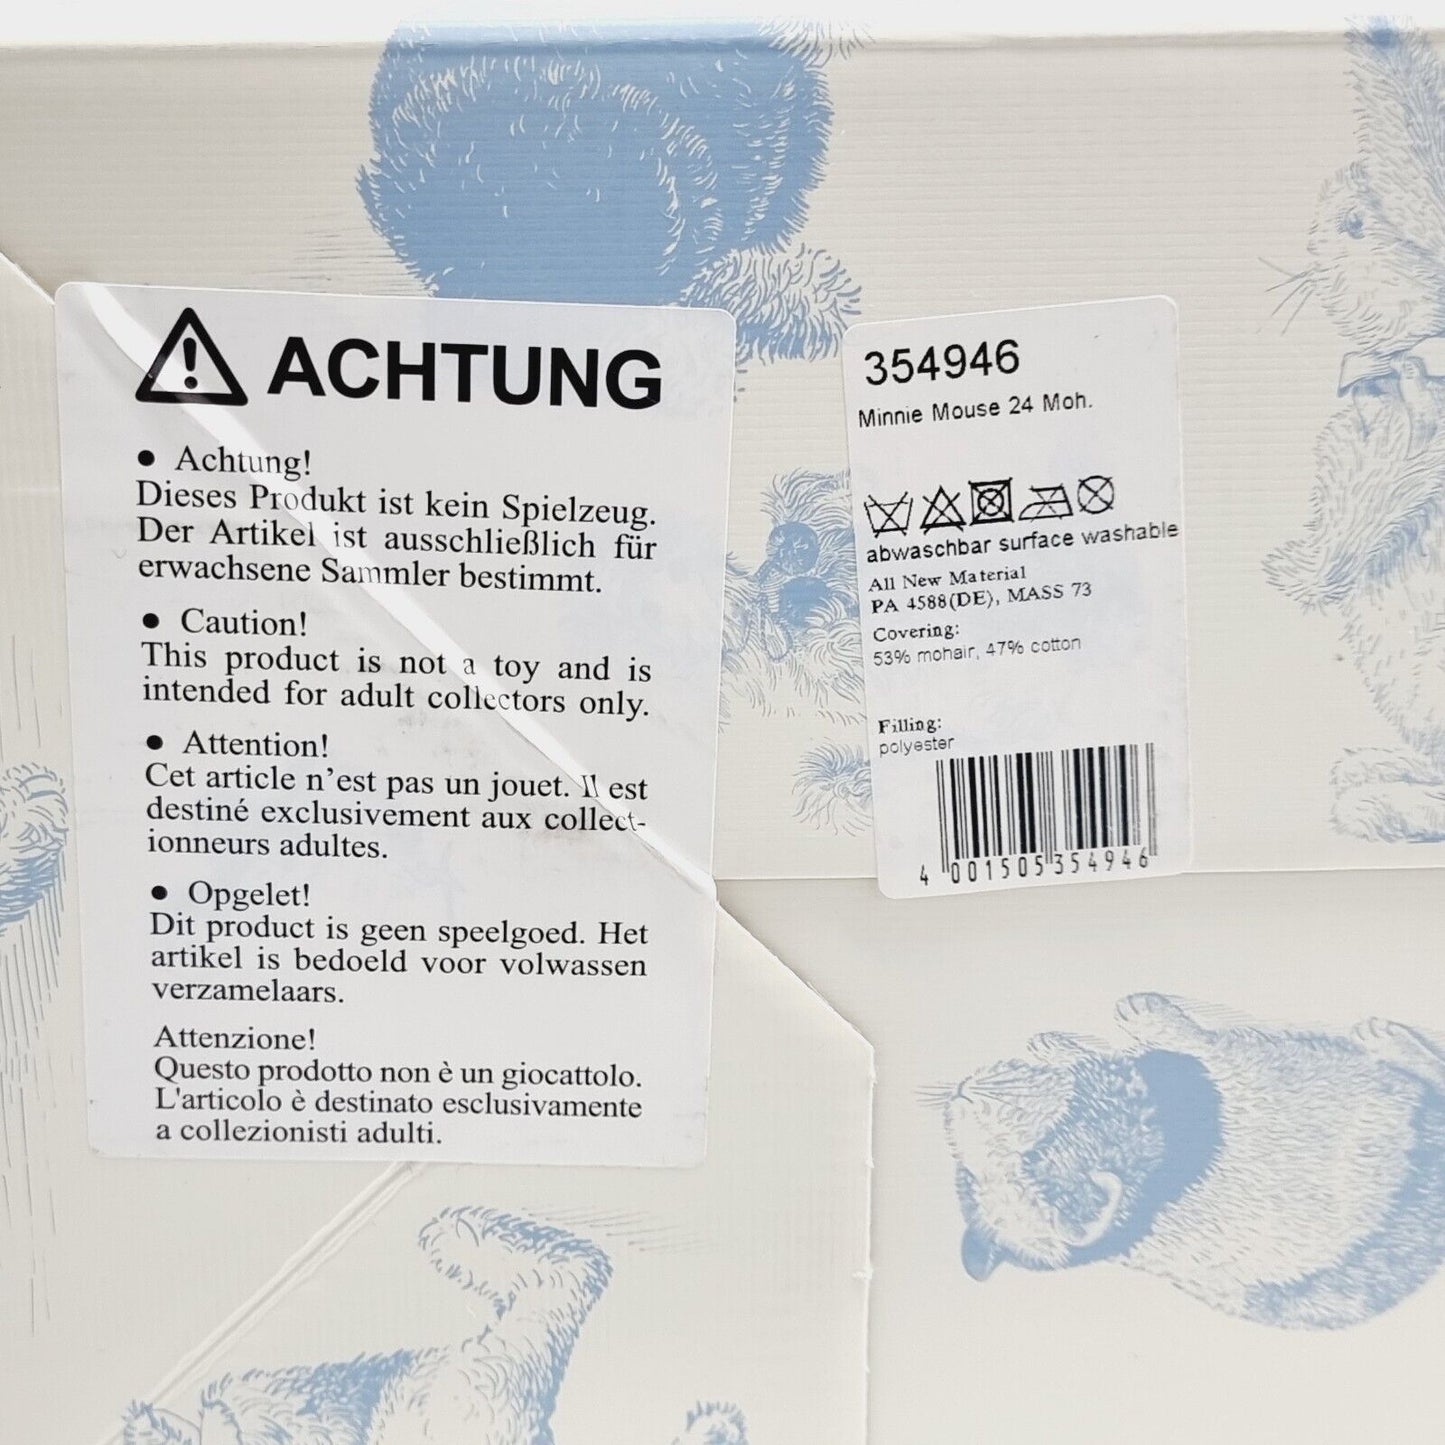 ACHTUNG
● Achtung!
Dieses Produkt ist kein Spielzeug.
Der Artikel ist ausschließlich für
erwachsene Sammler bestimmt.
● Caution!
This product is not a toy and is
intended for adult collectors only.
● Attention!
Cet article n'est pas un jouet. Il est
destiné exclusivement aux collect-
ionneurs adultes.
● Opgelet!
Dit product is geen speelgoed. Het
artikel is bedoeld voor volwassen
verzamelaars.
Attenzione!
Questo prodotto non è un giocattolo.
L'articolo è destinato esclusivamente
a collezionisti adulti.
354946
Minnie Mouse 24 Moh.
abwaschbar surface washable
All New Material
PA 4588(DE), MASS 73
Covering:
53% mohair, 47% cotton
Filling:
polyester
4 001505 354946